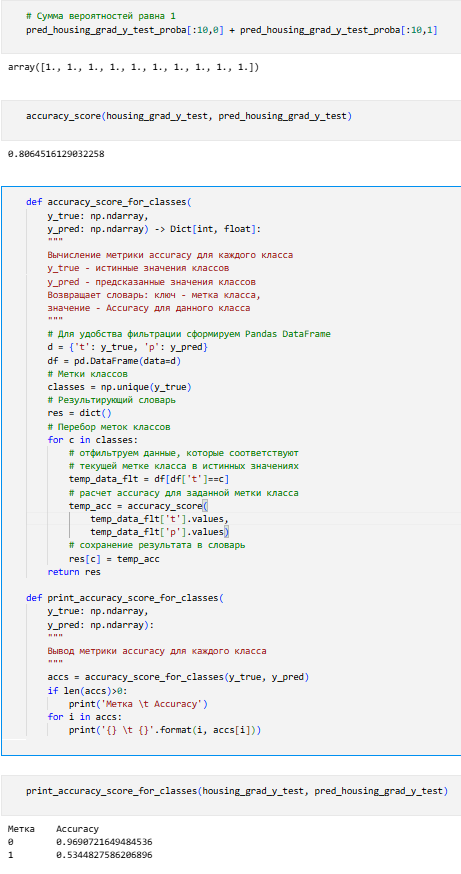 # Сумма вероятностей равна 1
pred_housing_grad_y_test_proba[:10,0] + pred_housing_grad_y_test_proba[:10,1]
array([1., 1., 1., 1., 1., 1., 1., 1., 1., 1.])
accuracy_score(housing_grad_y_test, pred_housing_grad_y_test)
0.8064516129032258
def accuracy_score_for_classes(
    y_true: np.ndarray,
    y_pred: np.ndarray) -> Dict[int, float]:
    """
    Вычисление метрики accuracy для каждого класса
    y_true - истинные значения классов
    y_pred - предсказанные значения классов
    Возвращает словарь: ключ - метка класса,
    значение - Accuracy для данного класса
    """
    # Для удобства фильтрации сформируем Pandas DataFrame
    d = {'t': y_true, 'p': y_pred}
    df = pd.DataFrame(data=d)
    # Метки классов
    classes = np.unique(y_true)
    # Результирующий словарь
    res = dict()
    # Перебор меток классов
    for c in classes:
        # отфильтруем данные, которые соответствуют
        # текущей метке класса в истинных значениях
        temp_data_flt = df[df['t']==c]
        # расчет accuracy для заданной метки класса
        temp_acc = accuracy_score(
            temp_data_flt['t'].values,
            temp_data_flt['p'].values)
        # сохранение результата в словарь
        res[c] = temp_acc
    return res
def print_accuracy_score_for_classes(
    y_true: np.ndarray,
    y_pred: np.ndarray):
    """
    Вывод метрики accuracy для каждого класса
    """
    accs = accuracy_score_for_classes(y_true, y_pred)
    if len(accs)>0:
        print('Метка \t Accuracy')
    for i in accs:
        print('{} \t {}'.format(i, accs[i]))
print_accuracy_score_for_classes(housing_grad_y_test, pred_housing_grad_y_test)
Метка    Accuracy
0        0.9690721649484536
1        0.5344827586206896